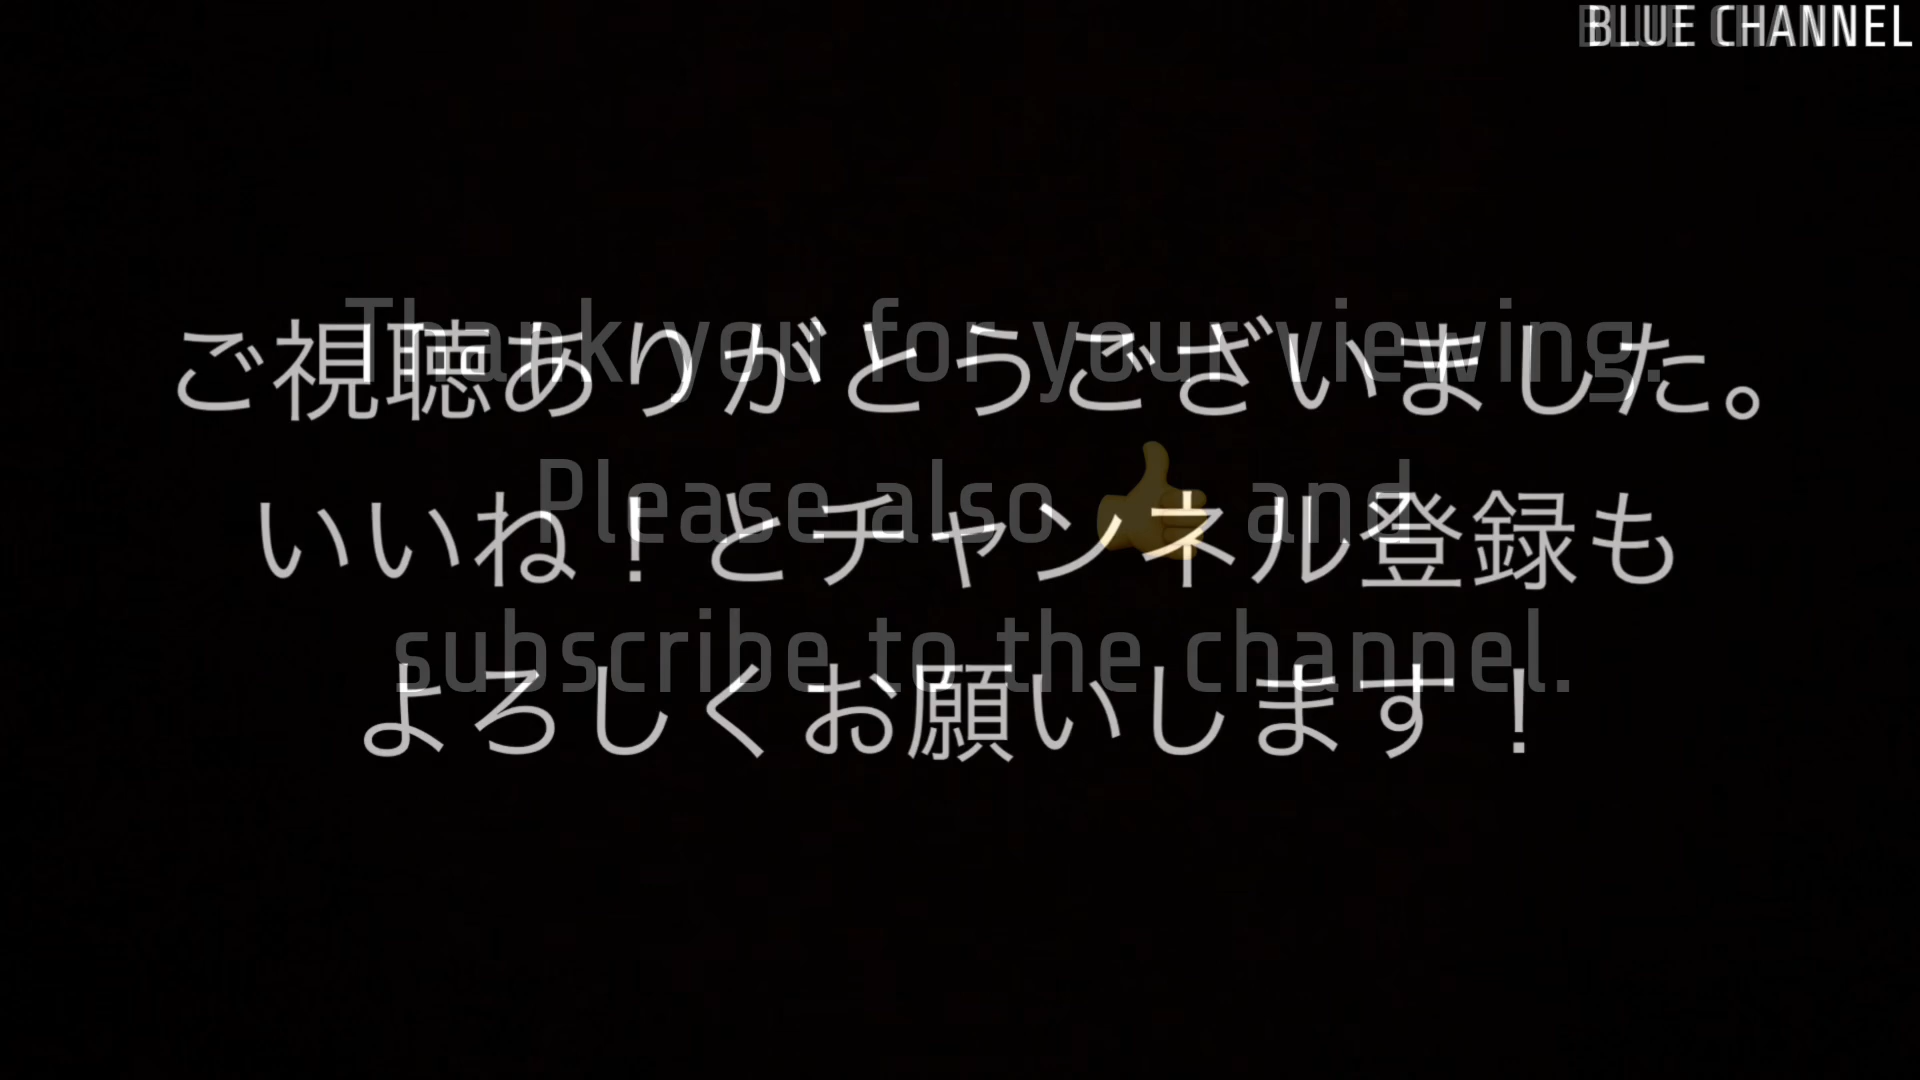 BLUE CHANNEL
Thank you for your viewing.
ご視聴ありがとうございました。
Please also 👍 and
いいね！とチャンネル登録も
subscribe to the channel.
よろしくお願いします！